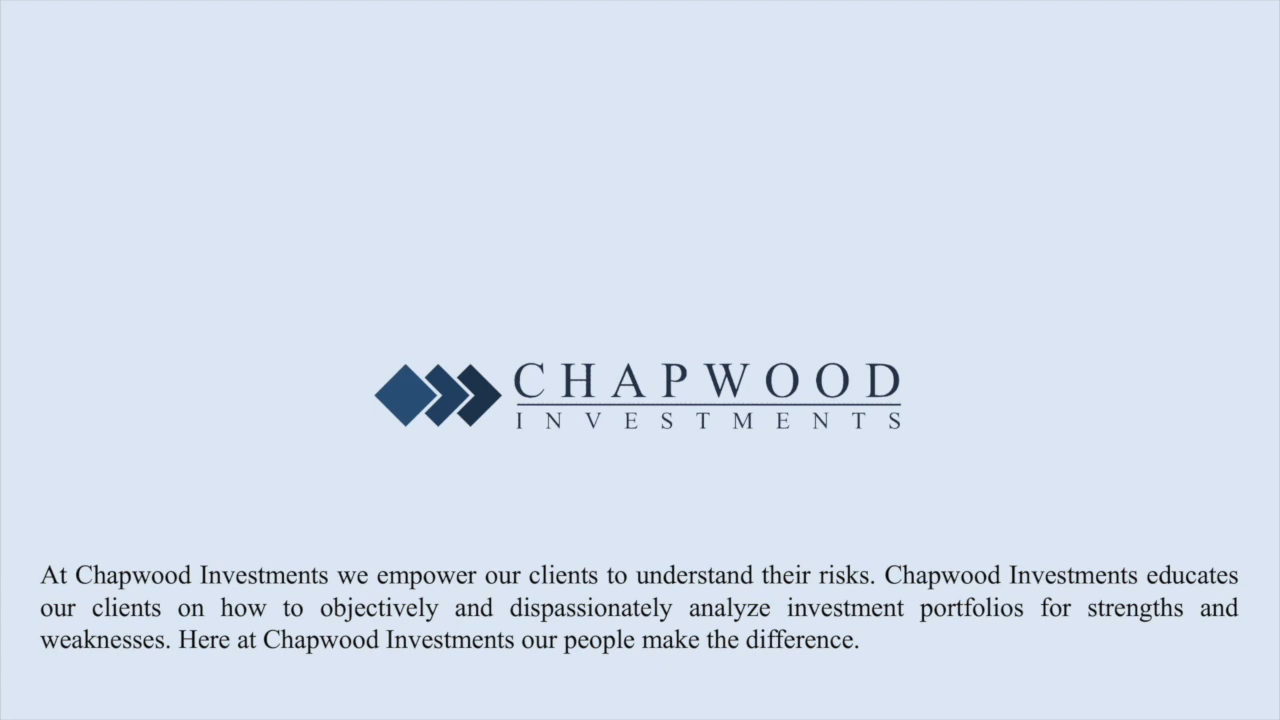 CHAPWOOD
INVESTMENTS
At Chapwood Investments we empower our clients to understand their risks. Chapwood Investments educates
our clients on how to objectively and dispassionately analyze investment portfolios for strengths and
weaknesses. Here at Chapwood Investments our people make the difference.